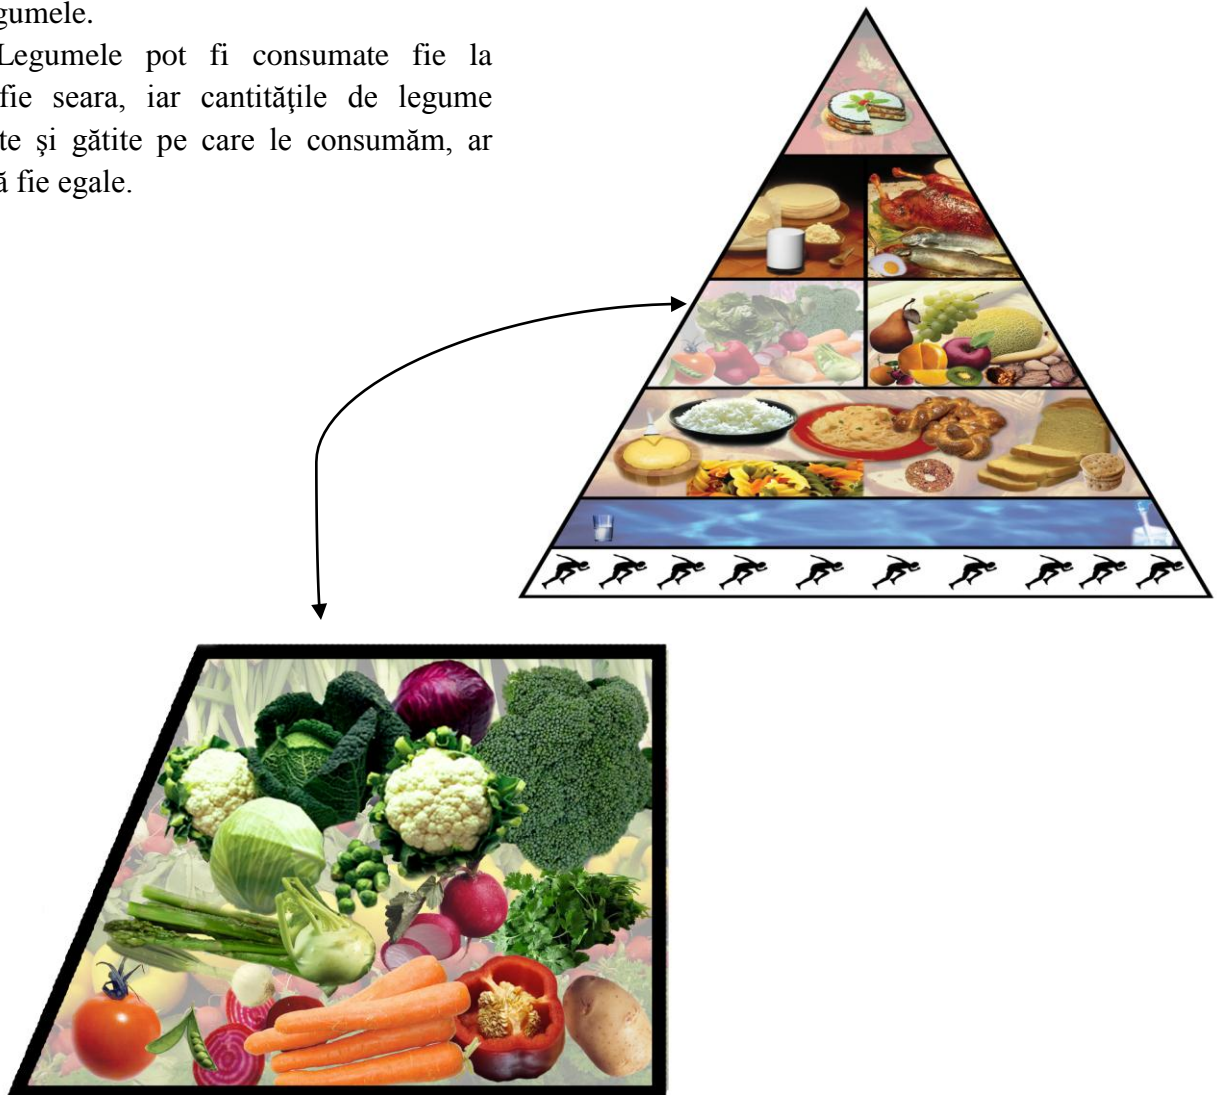 gumele.
Legumele pot fi consumate fie la
fie seara, iar cantităţile de legume
te şi gătite pe care le consumăm, ar
ă fie egale.